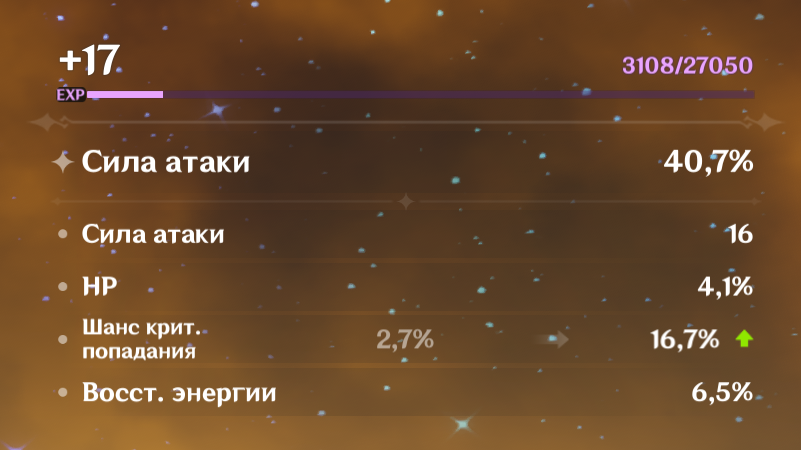 +17
3108/27050
EXP
Сила атаки 40,7%
Сила атаки 16
HP 4,1%
Шанс крит.
попадания 2,7% 16,7%
Восст. энергии 6,5%